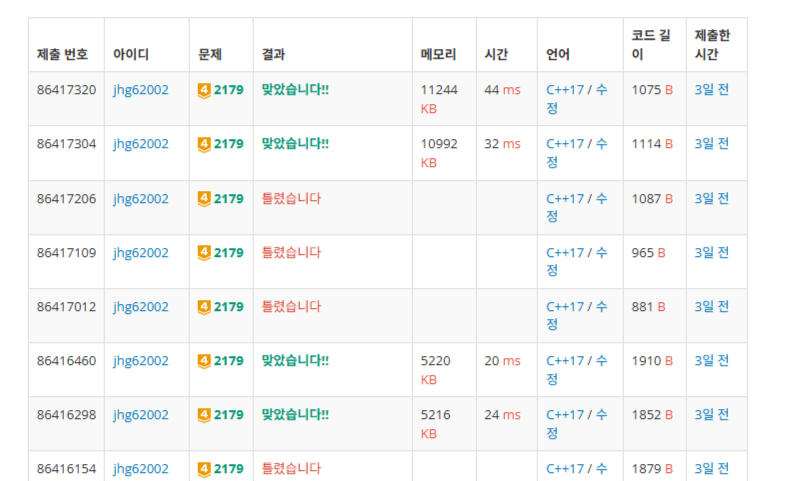 제출 번호 아이디 문제 결과 메모리 시간 언어 코드 길이 제출한 시간
86417320 jhg62002 4 2179 맞았습니다!! 11244 KB 44 ms C++17 / 수정 1075 B 3일 전
86417304 jhg62002 4 2179 맞았습니다!! 10992 KB 32 ms C++17 / 수정 1114 B 3일 전
86417206 jhg62002 4 2179 틀렸습니다 C++17 / 수정 1087 B 3일 전
86417109 jhg62002 4 2179 틀렸습니다 C++17 / 수정 965 B 3일 전
86417012 jhg62002 4 2179 틀렸습니다 C++17 / 수정 881 B 3일 전
86416460 jhg62002 4 2179 맞았습니다!! 5220 KB 20 ms C++17 / 수정 1910 B 3일 전
86416298 jhg62002 4 2179 맞았습니다!! 5216 KB 24 ms C++17 / 수정 1852 B 3일 전
86416154 jhg62002 4 2179 틀렸습니다 C++17 / 수 1879 B 3일 전